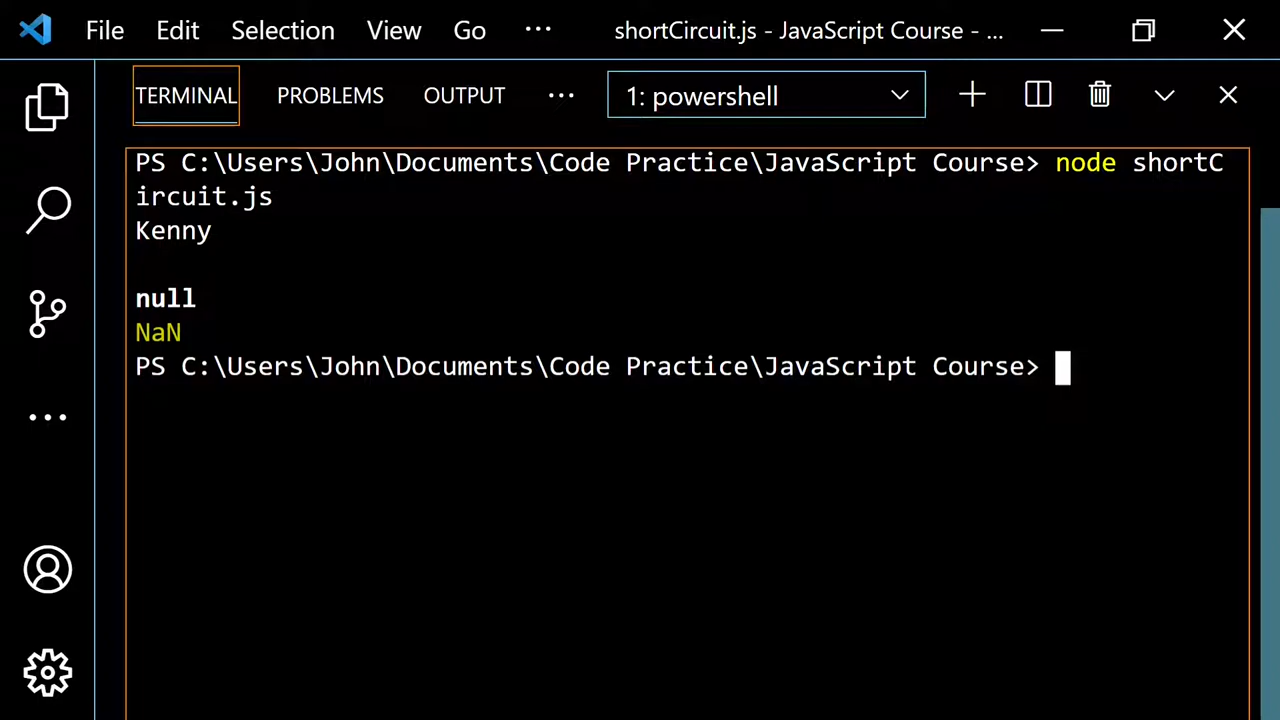 File Edit Selection View Go ··· shortCircuit.js - JavaScript Course - ...
TERMINAL PROBLEMS OUTPUT ··· 1: powershell
PS C:\Users\John\Documents\Code Practice\JavaScript Course> node shortC
ircuit.js
Kenny
null
NaN
PS C:\Users\John\Documents\Code Practice\JavaScript Course>